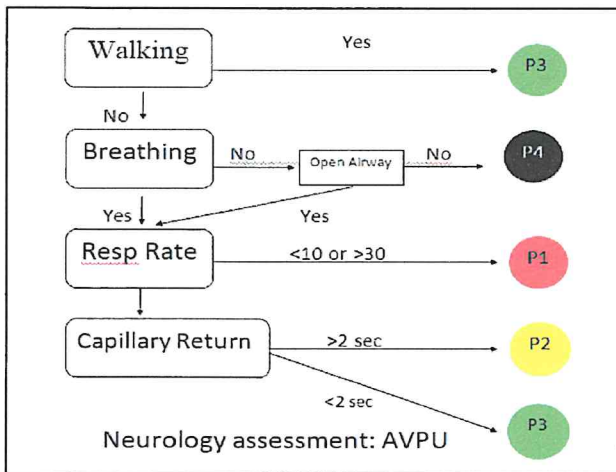 Walking
Yes
P3
No
Breathing
No
Open Airway
No
P4
Yes
Yes
Resp Rate
<10 or >30
P1
Capillary Return
>2 sec
P2
<2 sec
P3
Neurology assessment: AVPU